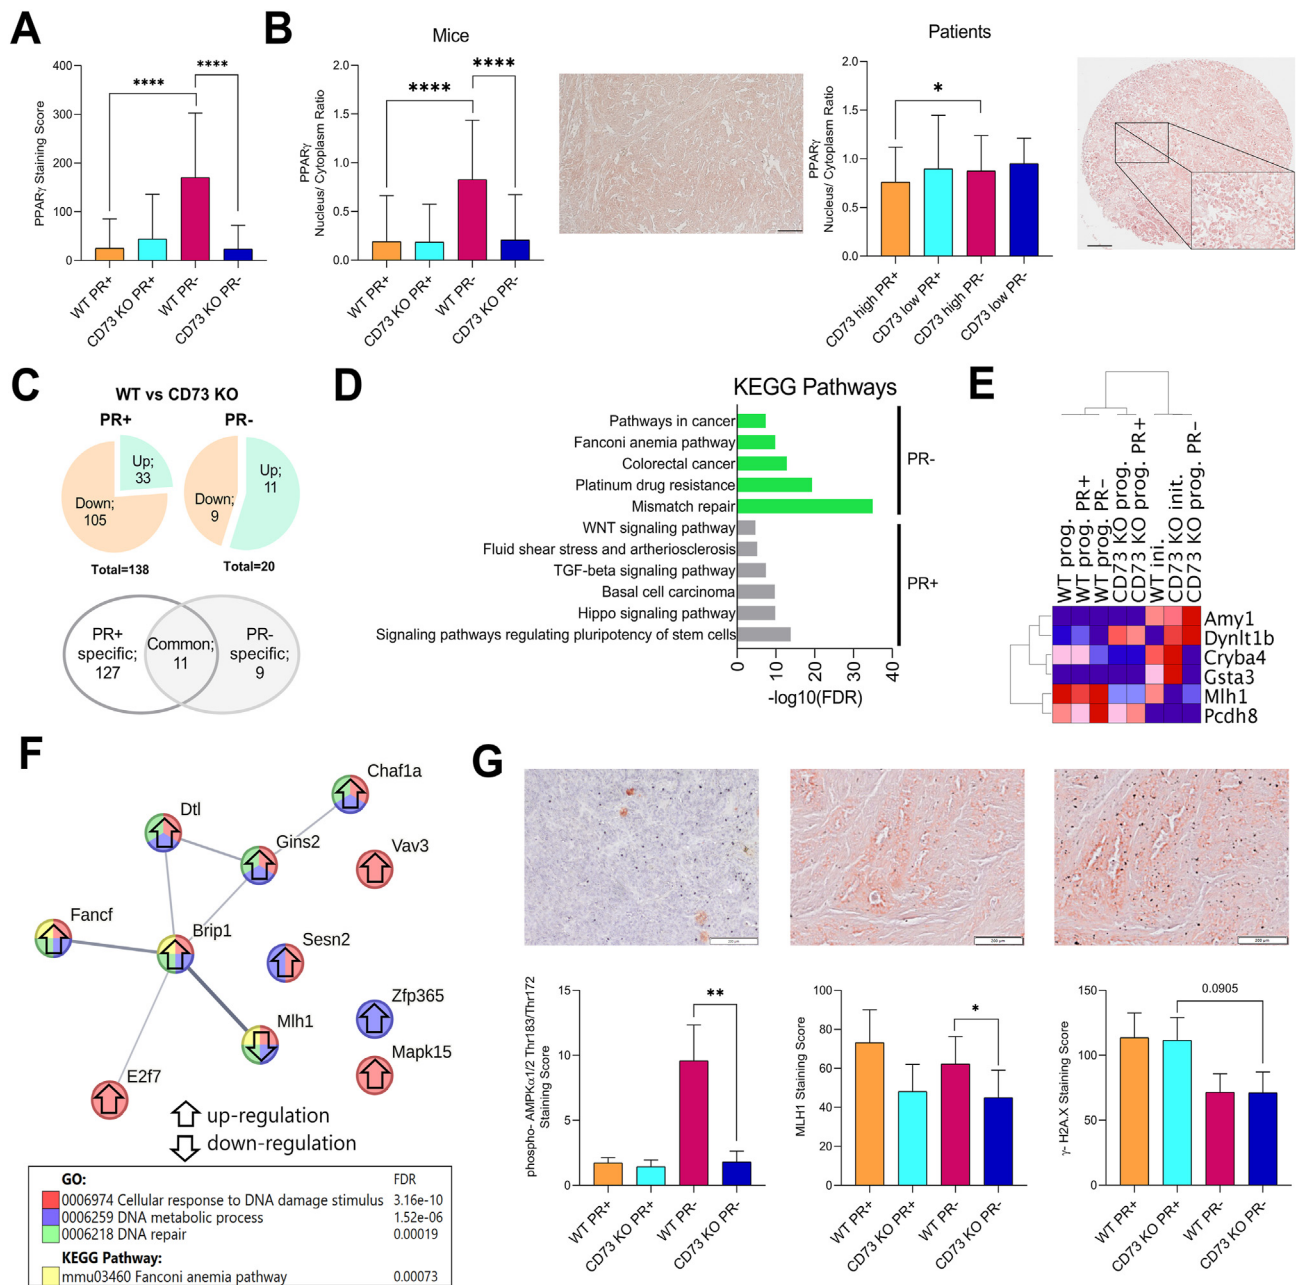 A
400
300
200
100
0
PPARγ Staining Score
****
****
WT PR+
CD73 KO PR+
WT PR-
CD73 KO PR-
B
Mice
2.0
1.5
1.0
0.5
0.0
PPARγ
Nucleus/ Cytoplasm Ratio
****
****
WT PR+
CD73 KO PR+
WT PR-
CD73 KO PR-
Patients
2.0
1.5
1.0
0.5
0.0
PPARγ
Nucleus/ Cytoplasm Ratio
*
CD73 high PR+
CD73 low PR+
CD73 high PR-
CD73 low PR-
C
WT vs CD73 KO
PR+
PR-
Up;
33
Down;
105
Up;
11
Down;
9
Total=138
Total=20
PR+
specific;
127
Common;
11
PR-
specific;
9
D
KEGG Pathways
Pathways in cancer
Fanconi anemia pathway
Colorectal cancer
Platinum drug resistance
Mismatch repair
WNT signaling pathway
Fluid shear stress and artheriosclerosis
TGF-beta signaling pathway
Basal cell carcinoma
Hippo signaling pathway
Signaling pathways regulating pluripotency of stem cells
PR-
PR+
0
10
20
30
40
-log10(FDR)
E
WT prog.
WT prog. PR+
WT prog. PR−
CD73 KO prog.
CD73 KO prog. PR+
WT ini.
CD73 KO init.
CD73 KO prog. PR−
Amy1
Dynlt1b
Cryba4
Gsta3
Mlh1
Pcdh8
F
Chaf1a
Dtl
Gins2
Vav3
Fancf
Brip1
Sesn2
Zfp365
Mlh1
Mapk15
E2f7
up-regulation
down-regulation
GO: FDR
0006974 Cellular response to DNA damage stimulus 3.16e-10
0006259 DNA metabolic process 1.52e-06
0006218 DNA repair 0.00019
KEGG Pathway:
mmu03460 Fanconi anemia pathway 0.00073
G
200 µm
200 µm
200 µm
15
10
5
0
phospho- AMPKα1/2 Thr183/Thr172
Staining Score
**
WT PR+
CD73 KO PR+
WT PR-
CD73 KO PR-
100
80
60
40
20
0
MLH1 Staining Score
*
WT PR+
CD73 KO PR+
WT PR-
CD73 KO PR-
150
100
50
0
γ- H2A.X Staining Score
0.0905
WT PR+
CD73 KO PR+
WT PR-
CD73 KO PR-